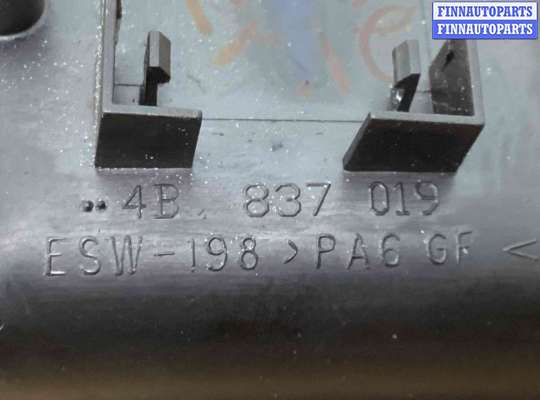 FINNAUTOPARTS
FINNAUTOPARTS
4B. 837 019
ESW-198 >PA6 GF <